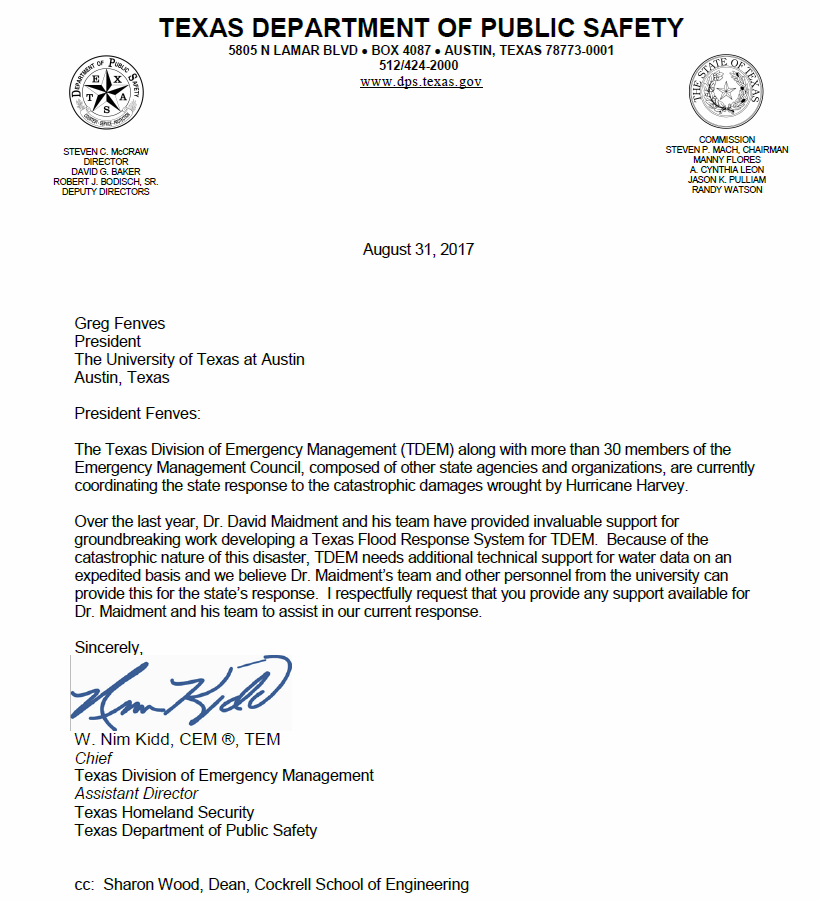 TEXAS DEPARTMENT OF PUBLIC SAFETY
5805 N LAMAR BLVD • BOX 4087 • AUSTIN, TEXAS 78773-0001
512/424-2000
www.dps.texas.gov
DEPARTMENT OF PUBLIC SAFETY
TEXAS
COURTESY · SERVICE · PROTECTION
STEVEN C. McCRAW
DIRECTOR
DAVID G. BAKER
ROBERT J. BODISCH, SR.
DEPUTY DIRECTORS
THE STATE OF TEXAS
COMMISSION
STEVEN P. MACH, CHAIRMAN
MANNY FLORES
A. CYNTHIA LEON
JASON K. PULLIAM
RANDY WATSON
August 31, 2017
Greg Fenves
President
The University of Texas at Austin
Austin, Texas
President Fenves:
The Texas Division of Emergency Management (TDEM) along with more than 30 members of the
Emergency Management Council, composed of other state agencies and organizations, are currently
coordinating the state response to the catastrophic damages wrought by Hurricane Harvey.
Over the last year, Dr. David Maidment and his team have provided invaluable support for
groundbreaking work developing a Texas Flood Response System for TDEM.  Because of the
catastrophic nature of this disaster, TDEM needs additional technical support for water data on an
expedited basis and we believe Dr. Maidment's team and other personnel from the university can
provide this for the state's response.  I respectfully request that you provide any support available for
Dr. Maidment and his team to assist in our current response.
Sincerely,
Nim Kidd
W. Nim Kidd, CEM ®, TEM
Chief
Texas Division of Emergency Management
Assistant Director
Texas Homeland Security
Texas Department of Public Safety
cc:  Sharon Wood, Dean, Cockrell School of Engineering